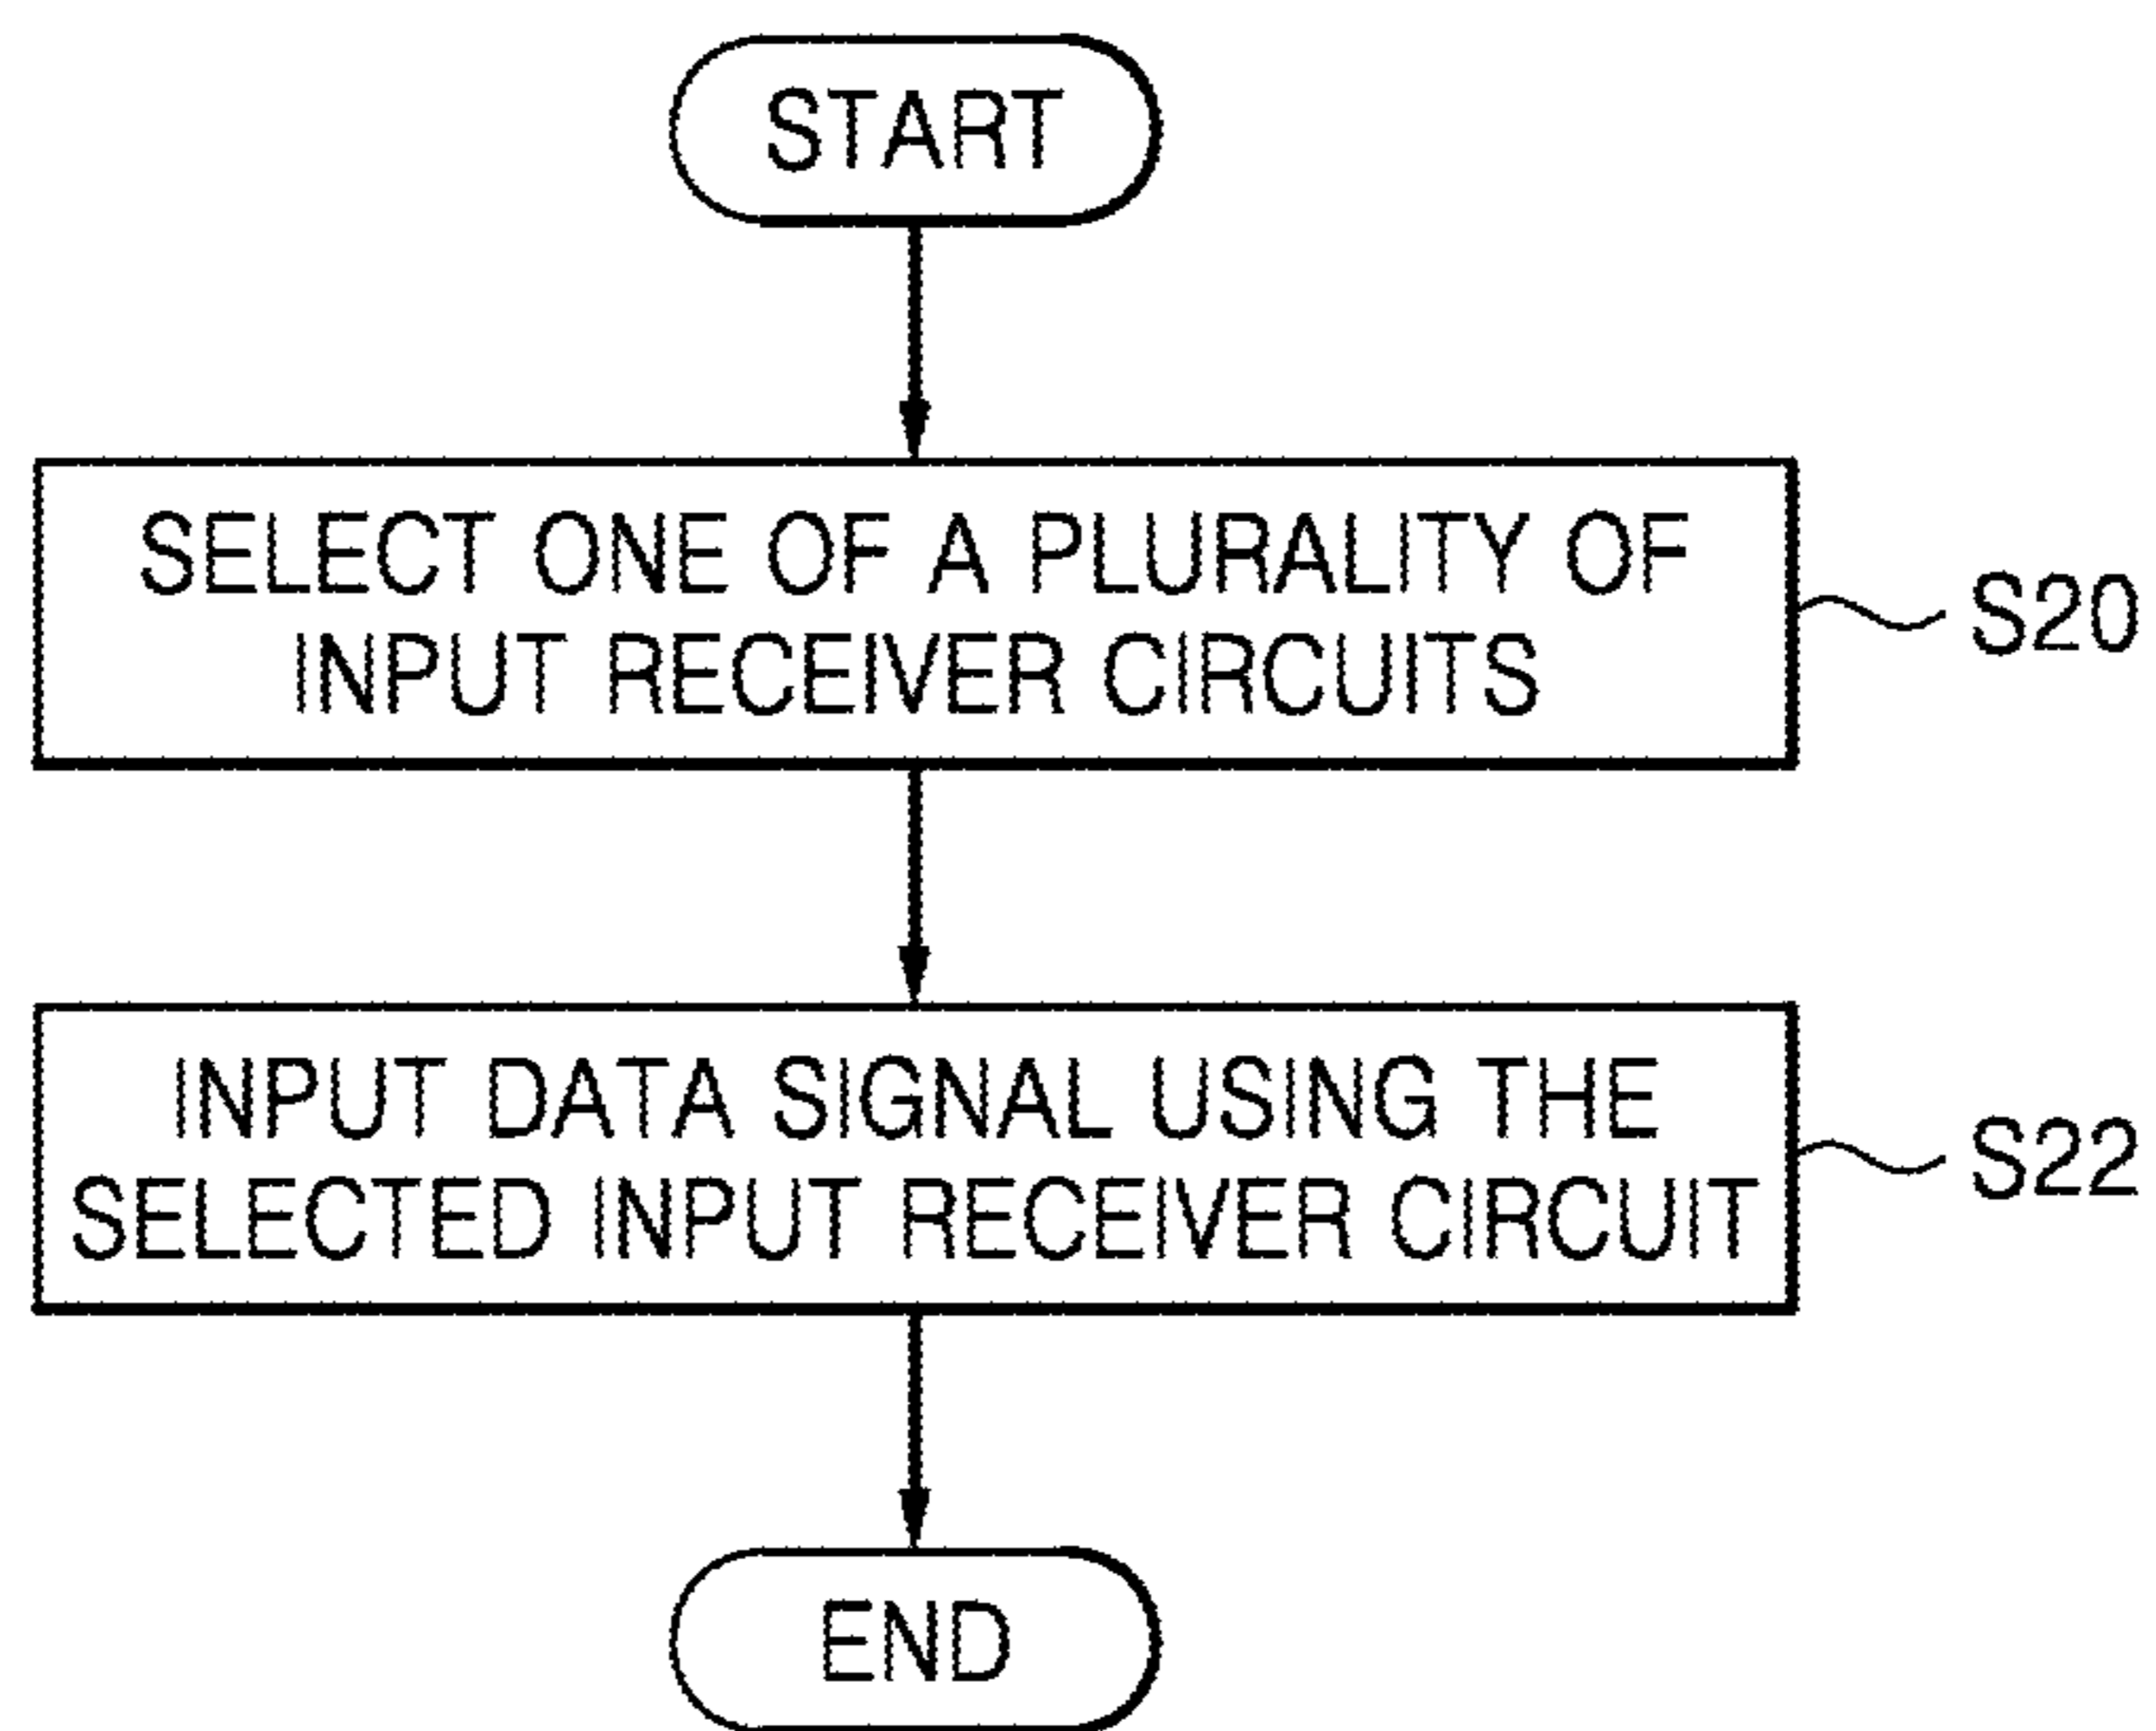 START
SELECT ONE OF A PLURALITY OF
INPUT RECEIVER CIRCUITS
S20
INPUT DATA SIGNAL USING THE
SELECTED INPUT RECEIVER CIRCUIT
S22
END